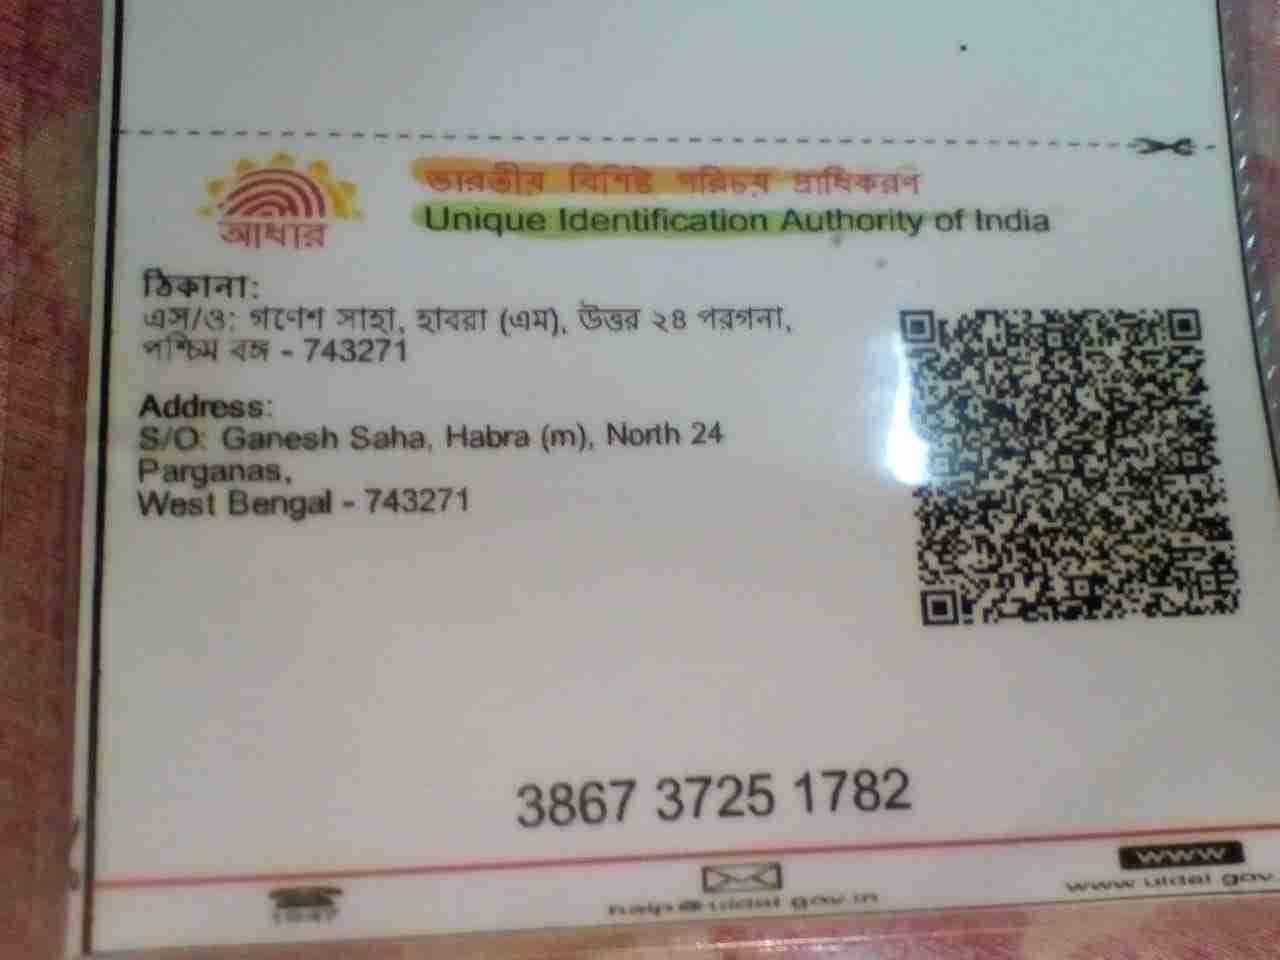 ভারতীয় বিশিষ্ট পরিচয় প্রাধিকরণ
আধার
Unique Identification Authority of India
ঠিকানা:
এস/ও: গণেশ সাহা, হাবরা (এম), উত্তর ২৪ পরগনা,
পশ্চিম বঙ্গ - 743271
Address:
S/O: Ganesh Saha, Habra (m), North 24
Parganas,
West Bengal - 743271
3867 3725 1782
1947
help@uidai.gov.in
www
www.uidai.gov.